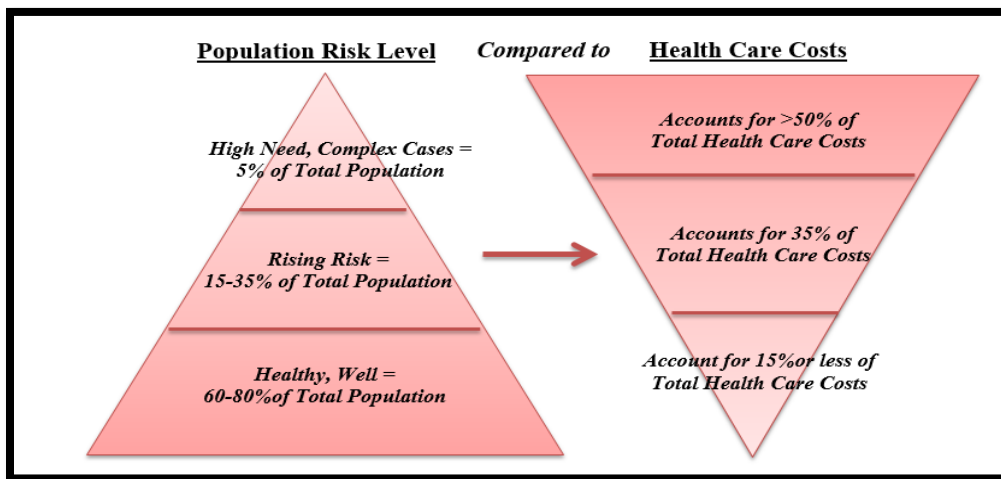 Population Risk Level Compared to Health Care Costs
High Need, Complex Cases =
5% of Total Population
Rising Risk =
15-35% of Total Population
Healthy, Well =
60-80%of Total Population
Accounts for >50% of
Total Health Care Costs
Accounts for 35% of
Total Health Care Costs
Account for 15%or less of
Total Health Care Costs